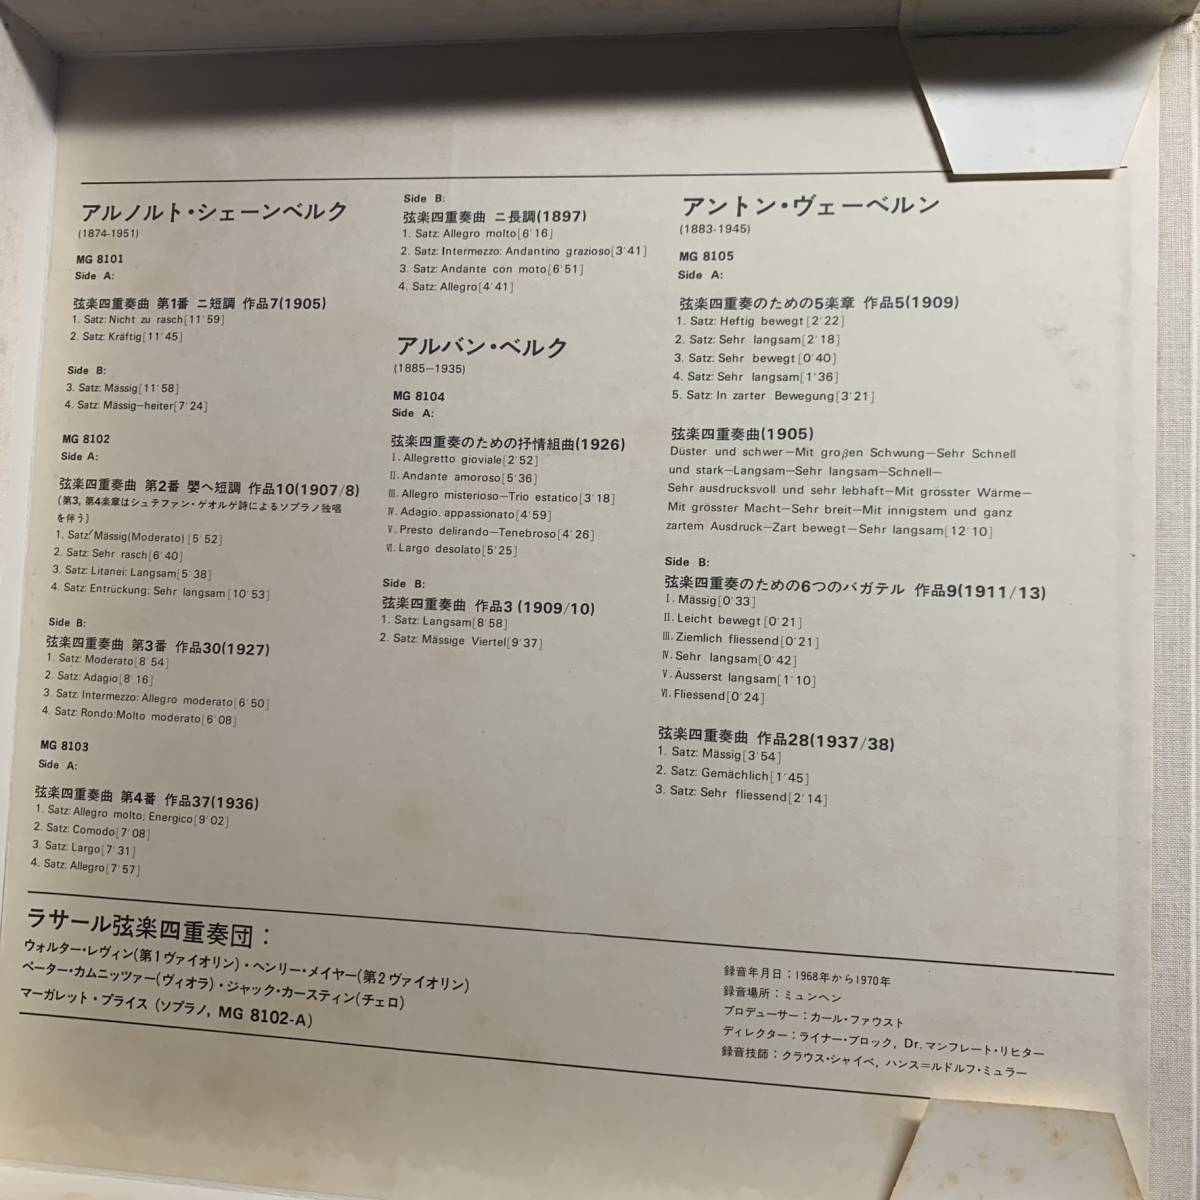 アルノルト・シェーンベルク
(1874-1951)
MG 8101
Side A:
弦楽四重奏曲 第1番 ニ短調 作品7(1905)
1. Satz: Nicht zu rasch[11'59]
2. Satz: Kräftig[11'45]
Side B:
3. Satz: Mässig[11'58]
4. Satz: Mässig—heiter[7'24]
MG 8102
Side A:
弦楽四重奏曲 第2番 嬰ヘ短調 作品10(1907/8)
(第3, 第4楽章はシュテファン・ゲオルゲ詩によるソプラノ独唱
を伴う)
1. Satz: Mässig(Moderato) [5'52]
2. Satz: Sehr rasch[6'40]
3. Satz: Litanei: Langsam[5'38]
4. Satz: Entrückung: Sehr langsam[10'53]
Side B:
弦楽四重奏曲 第3番 作品30(1927)
1. Satz: Moderato[8'54]
2. Satz: Adagio[8'16]
3. Satz: Intermezzo: Allegro moderato[6'50]
4. Satz: Rondo:Molto moderato[6'08]
MG 8103
Side A:
弦楽四重奏曲 第4番 作品37(1936)
1. Satz: Allegro molto; Energico[9'02]
2. Satz: Comodo[7'08]
3. Satz: Largo[7'31]
4. Satz: Allegro[7'57]
Side B:
弦楽四重奏曲 ニ長調(1897)
1. Satz: Allegro molto[6'16]
2. Satz: Intermezzo: Andantino grazioso[3'41]
3. Satz: Andante con moto[6'51]
4. Satz: Allegro[4'41]
アルバン・ベルク
(1885—1935)
MG 8104
Side A:
弦楽四重奏のための抒情組曲(1926)
I. Allegretto gioviale[2'52]
II. Andante amoroso[5'36]
III. Allegro misterioso—Trio estatico[3'18]
IV. Adagio. appassionato[4'59]
V. Presto delirando—Tenebroso[4'26]
VI. Largo desolato[5'25]
Side B:
弦楽四重奏曲 作品3 (1909/10)
1. Satz: Langsam[8'58]
2. Satz: Mässige Viertel[9'37]
アントン・ヴェーベルン
(1883-1945)
MG 8105
Side A:
弦楽四重奏のための5楽章 作品5(1909)
1. Satz: Heftig bewegt [2'22]
2. Satz: Sehr langsam[2'18]
3. Satz: Sehr bewegt [0'40]
4. Satz: Sehr langsam[1'36]
5. Satz: In zarter Bewegung[3'21]
弦楽四重奏曲(1905)
Düster und schwer—Mit groβen Schwung—Sehr Schnell
und stark—Langsam—Sehr langsam—Schnell—
Sehr ausdrucksvoll und sehr lebhaft—Mit grösster Wärme—
Mit grösster Macht—Sehr breit—Mit innigstem und ganz
zartem Ausdruck—Zart bewegt—Sehr langsam[12'10]
Side B:
弦楽四重奏のための6つのバガテル 作品9(1911/13)
I. Mässig[0'33]
II. Leicht bewegt [0'21]
III. Ziemlich fliessend[0'21]
IV. Sehr langsam[0'42]
V. Äusserst langsam[1'10]
VI. Fliessend[0'24]
弦楽四重奏曲 作品28(1937/38)
1. Satz: Mässig[3'54]
2. Satz: Gemächlich[1'45]
3. Satz: Sehr fliessend[2'14]
ラサール弦楽四重奏団：
ウォルター・レヴィン(第1ヴァイオリン)・ヘンリー・メイヤー(第2ヴァイオリン)
ペーター・カムニッツァー(ヴィオラ)・ジャック・カースティン(チェロ)
マーガレット・プライス (ソプラノ, MG 8102-A)
録音年月日：1968年から1970年
録音場所：ミュンヘン
プロデューサー：カール・ファウスト
ディレクター：ライナー・ブロック, Dr.マンフレート・リヒター
録音技師：クラウス・シャイベ, ハンス＝ルドルフ・ミュラー